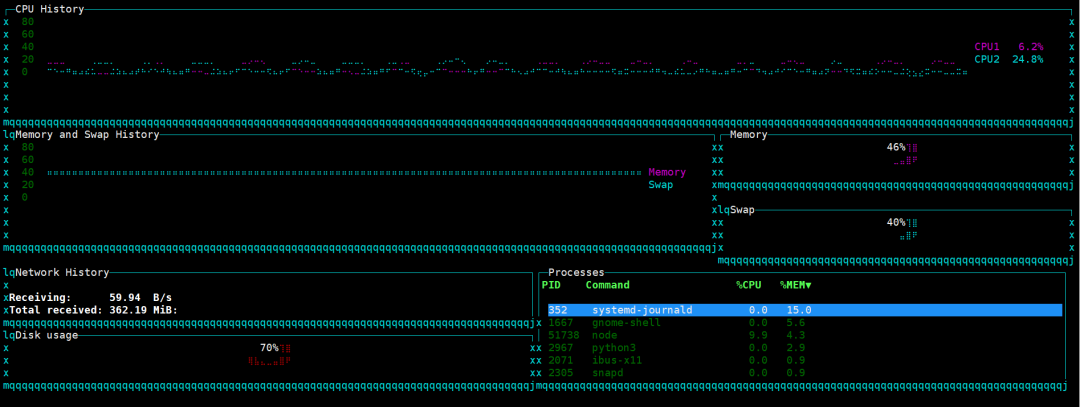 CPU History
80
60
40
20
0
CPU1 6.2%
CPU2 24.8%
Memory and Swap History
80
60
40
20
0
Memory
Swap
Memory
46%
Swap
40%
Network History
Receiving: 59.94 B/s
Total received: 362.19 MiB:
Disk usage
70%
Processes
PID Command %CPU %MEM▼
352 systemd-journald 0.0 15.0
1667 gnome-shell 0.0 5.6
51738 node 9.9 4.3
2967 python3 0.0 2.9
2071 ibus-x11 0.0 0.9
2305 snapd 0.0 0.9